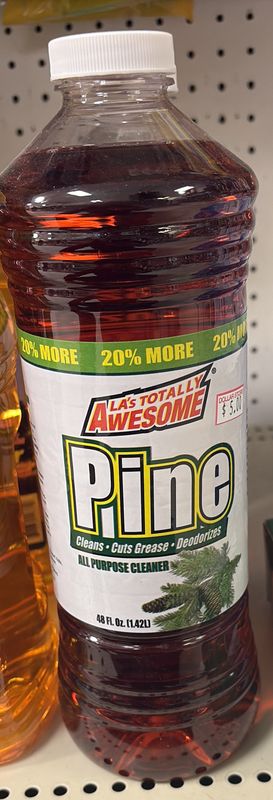 20% MORE 20% MORE 20%
LA's TOTALLY
AWESOME
$ 5.00
Pine
Cleans • Cuts Grease • Deodorizes
ALL PURPOSE CLEANER
48 Fl. Oz. (1.42L)